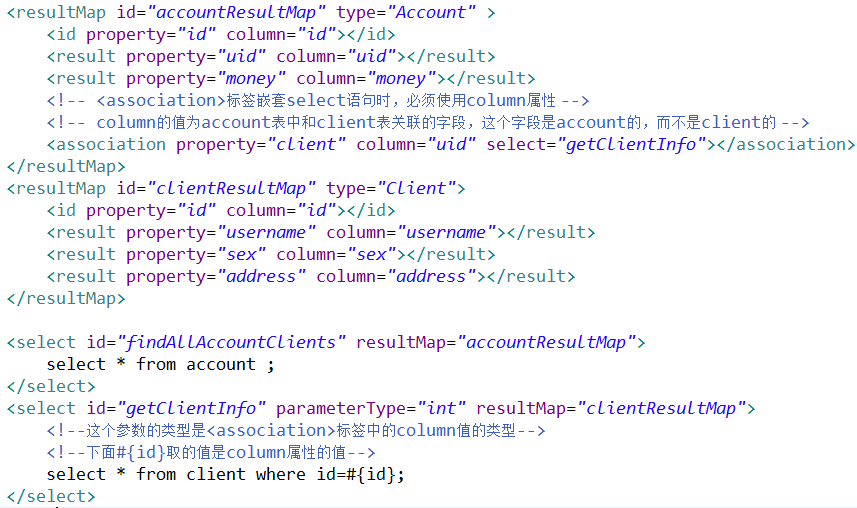 <resultMap id="accountResultMap" type="Account" >
    <id property="id" column="id"></id>
    <result property="uid" column="uid"></result>
    <result property="money" column="money"></result>
    <!-- <association>标签嵌套select语句时，必须使用column属性 -->
    <!-- column的值为account表中和client表关联的字段，这个字段是account的，而不是client的 -->
    <association property="client" column="uid" select="getClientInfo"></association>
</resultMap>
<resultMap id="clientResultMap" type="Client">
    <id property="id" column="id"></id>
    <result property="username" column="username"></result>
    <result property="sex" column="sex"></result>
    <result property="address" column="address"></result>
</resultMap>

<select id="findAllAccountClients" resultMap="accountResultMap">
    select * from account ;
</select>
<select id="getClientInfo" parameterType="int" resultMap="clientResultMap">
    <!--这个参数的类型是<association>标签中的column值的类型-->
    <!--下面#{id}取的值是column属性的值-->
    select * from client where id=#{id};
</select>